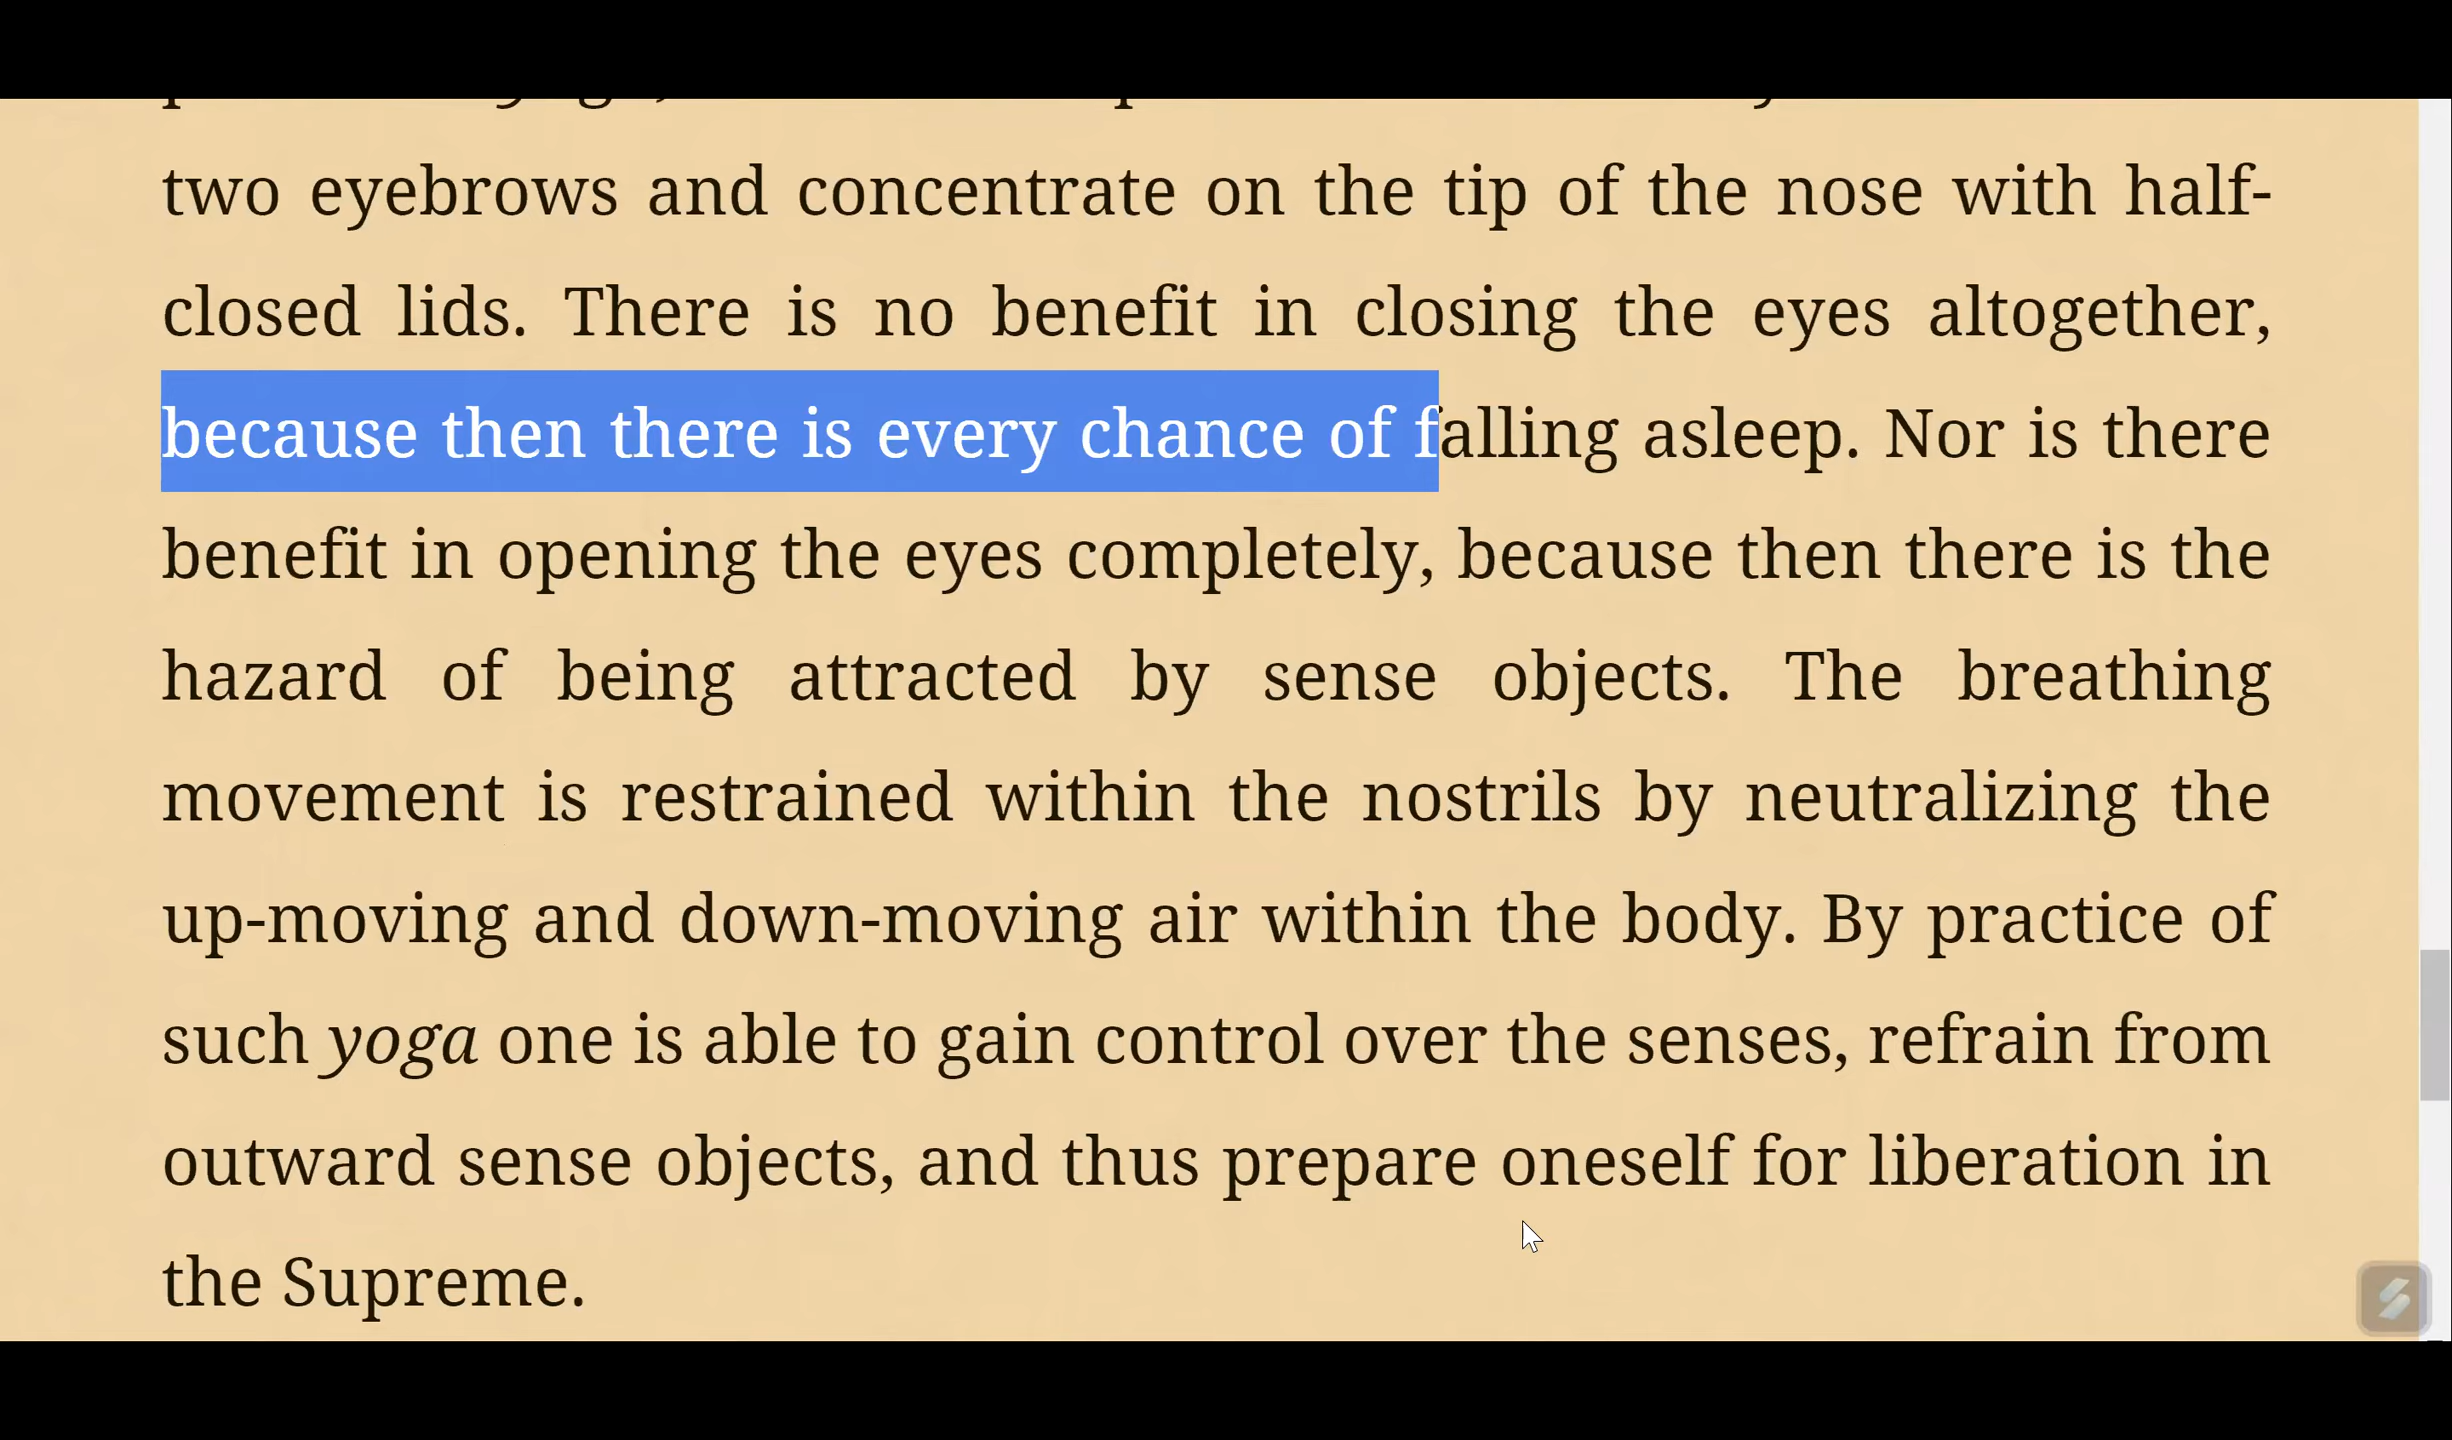 two eyebrows and concentrate on the tip of the nose with half-
closed lids. There is no benefit in closing the eyes altogether,
because then there is every chance of falling asleep. Nor is there
benefit in opening the eyes completely, because then there is the
hazard of being attracted by sense objects. The breathing
movement is restrained within the nostrils by neutralizing the
up-moving and down-moving air within the body. By practice of
such yoga one is able to gain control over the senses, refrain from
outward sense objects, and thus prepare oneself for liberation in
the Supreme.